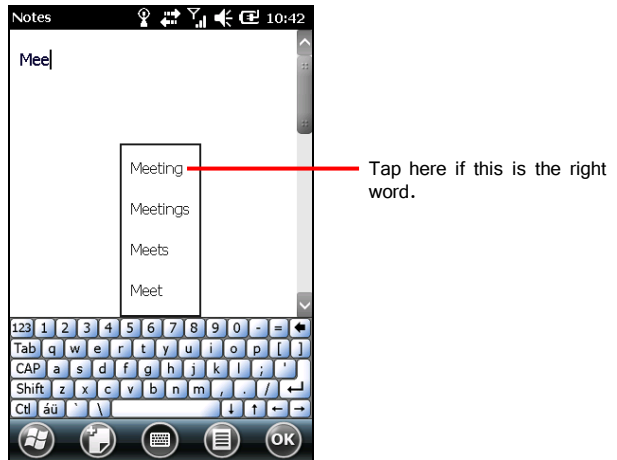 Notes 10:42
Mee
Meeting
Tap here if this is the right
word.
Meetings
Meets
Meet
123 1 2 3 4 5 6 7 8 9 0 - =
Tab q w e r t y u i o p [ ]
CAP a s d f g h j k l ; '
Shift z x c v b n m , . /
Ctl áü ` \
OK